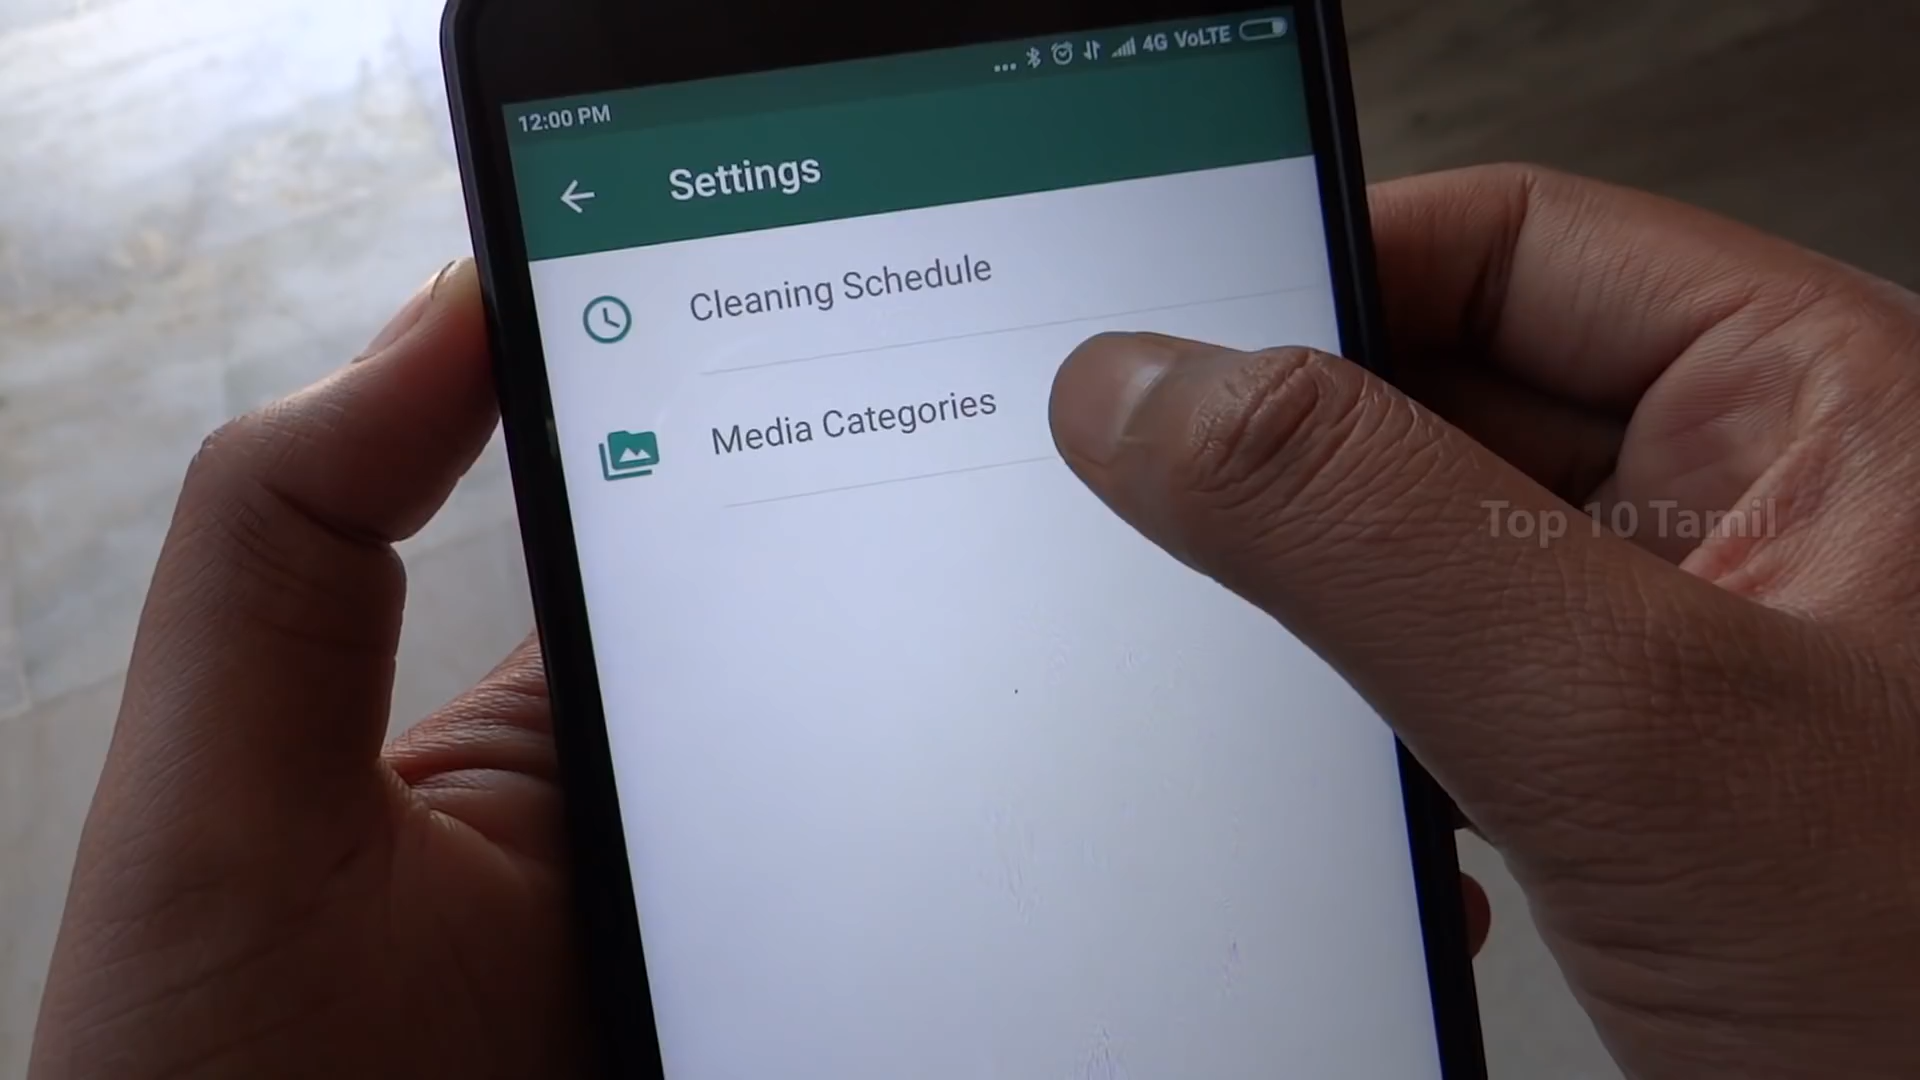 12:00 PM
... 4G VoLTE
Settings
Cleaning Schedule
Media Categories
Top 10 Tamil